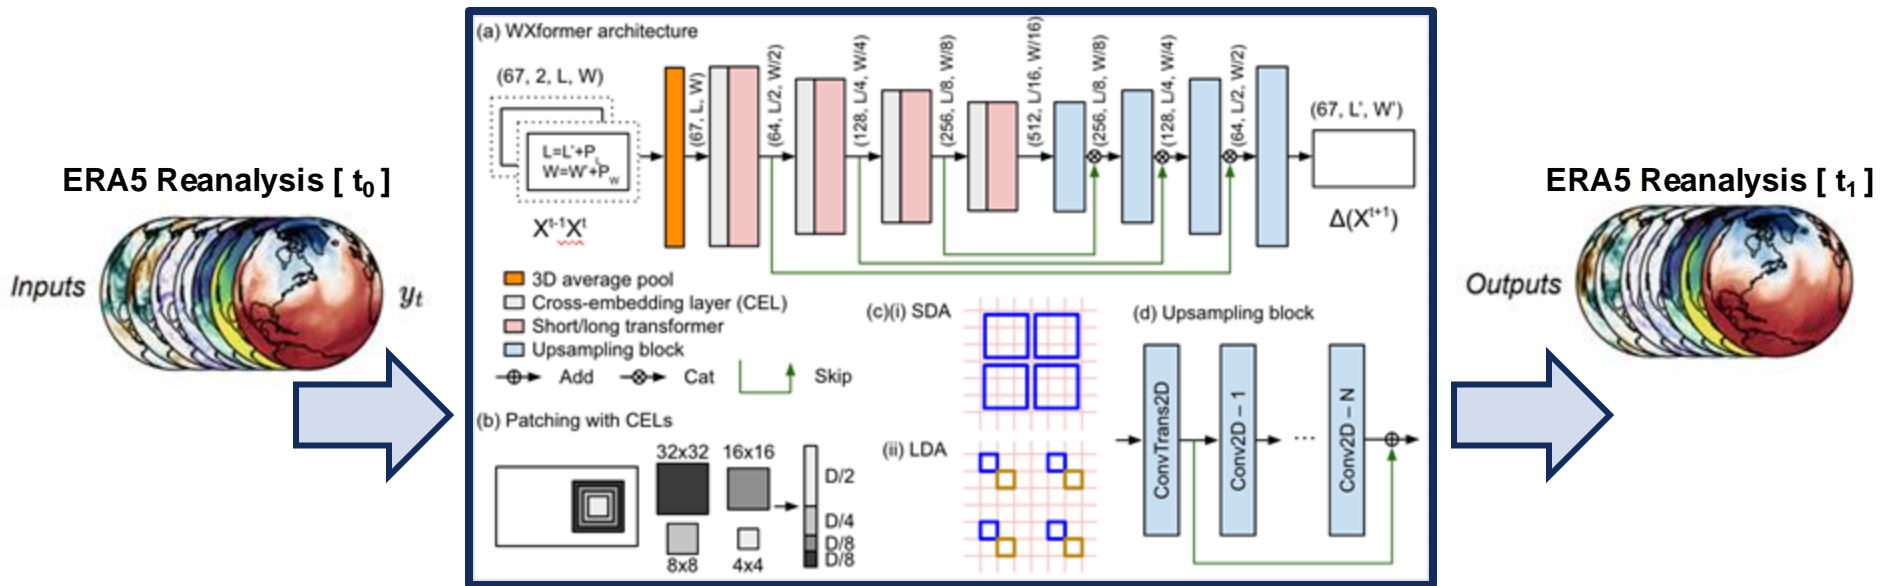 ERA5 Reanalysis [ t₀ ]
Inputs
yₜ
(a) WXformer architecture
(67, 2, L, W)
L=L'+P_L
W=W'+P_W
Xᵗ⁻¹Xᵗ
(67, L, W)
(64, L/2, W/2)
(128, L/4, W/4)
(256, L/8, W/8)
(512, L/16, W/16)
(256, L/8, W/8)
(128, L/4, W/4)
(64, L/2, W/2)
(67, L', W')
Δ(Xᵗ⁺¹)
3D average pool
Cross-embedding layer (CEL)
Short/long transformer
Upsampling block
Add
Cat
Skip
(b) Patching with CELs
32x32
16x16
8x8
4x4
D/2
D/4
D/8
D/8
(c)(i) SDA
(ii) LDA
(d) Upsampling block
ConvTrans2D
Conv2D – 1
...
Conv2D – N
ERA5 Reanalysis [ t₁ ]
Outputs